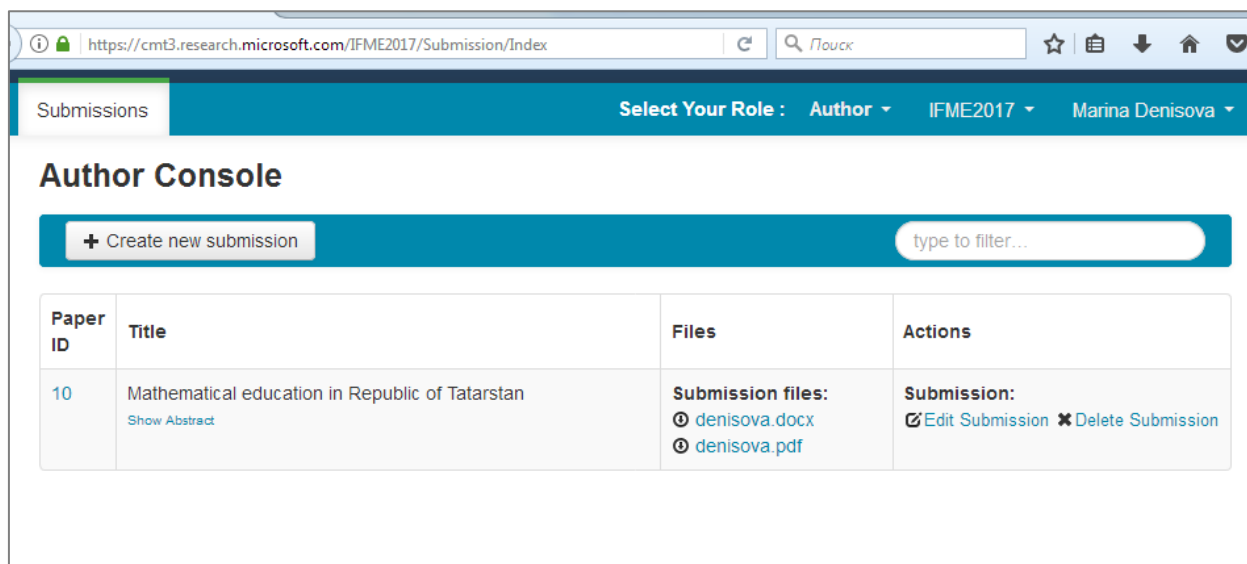 https://cmt3.research.microsoft.com/IFME2017/Submission/Index
Поиск
Submissions
Select Your Role : Author IFME2017 Marina Denisova
Author Console
+ Create new submission
type to filter...
Paper ID Title Files Actions
10 Mathematical education in Republic of Tatarstan Submission files: Submission:
Show Abstract denisova.docx Edit Submission Delete Submission
denisova.pdf